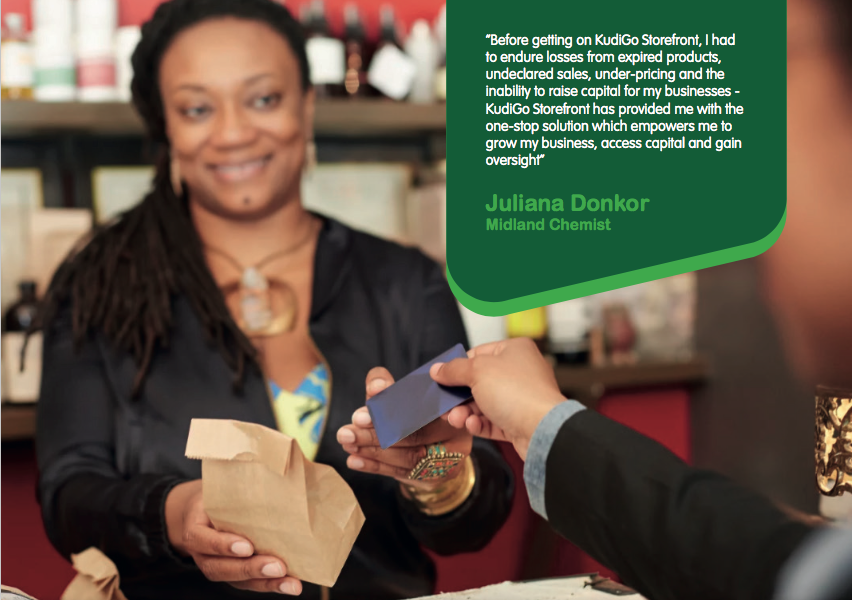 “Before getting on KudiGo Storefront, I had
to endure losses from expired products,
undeclared sales, under-pricing and the
inability to raise capital for my businesses -
KudiGo Storefront has provided me with the
one-stop solution which empowers me to
grow my business, access capital and gain
oversight”
Juliana Donkor
Midland Chemist